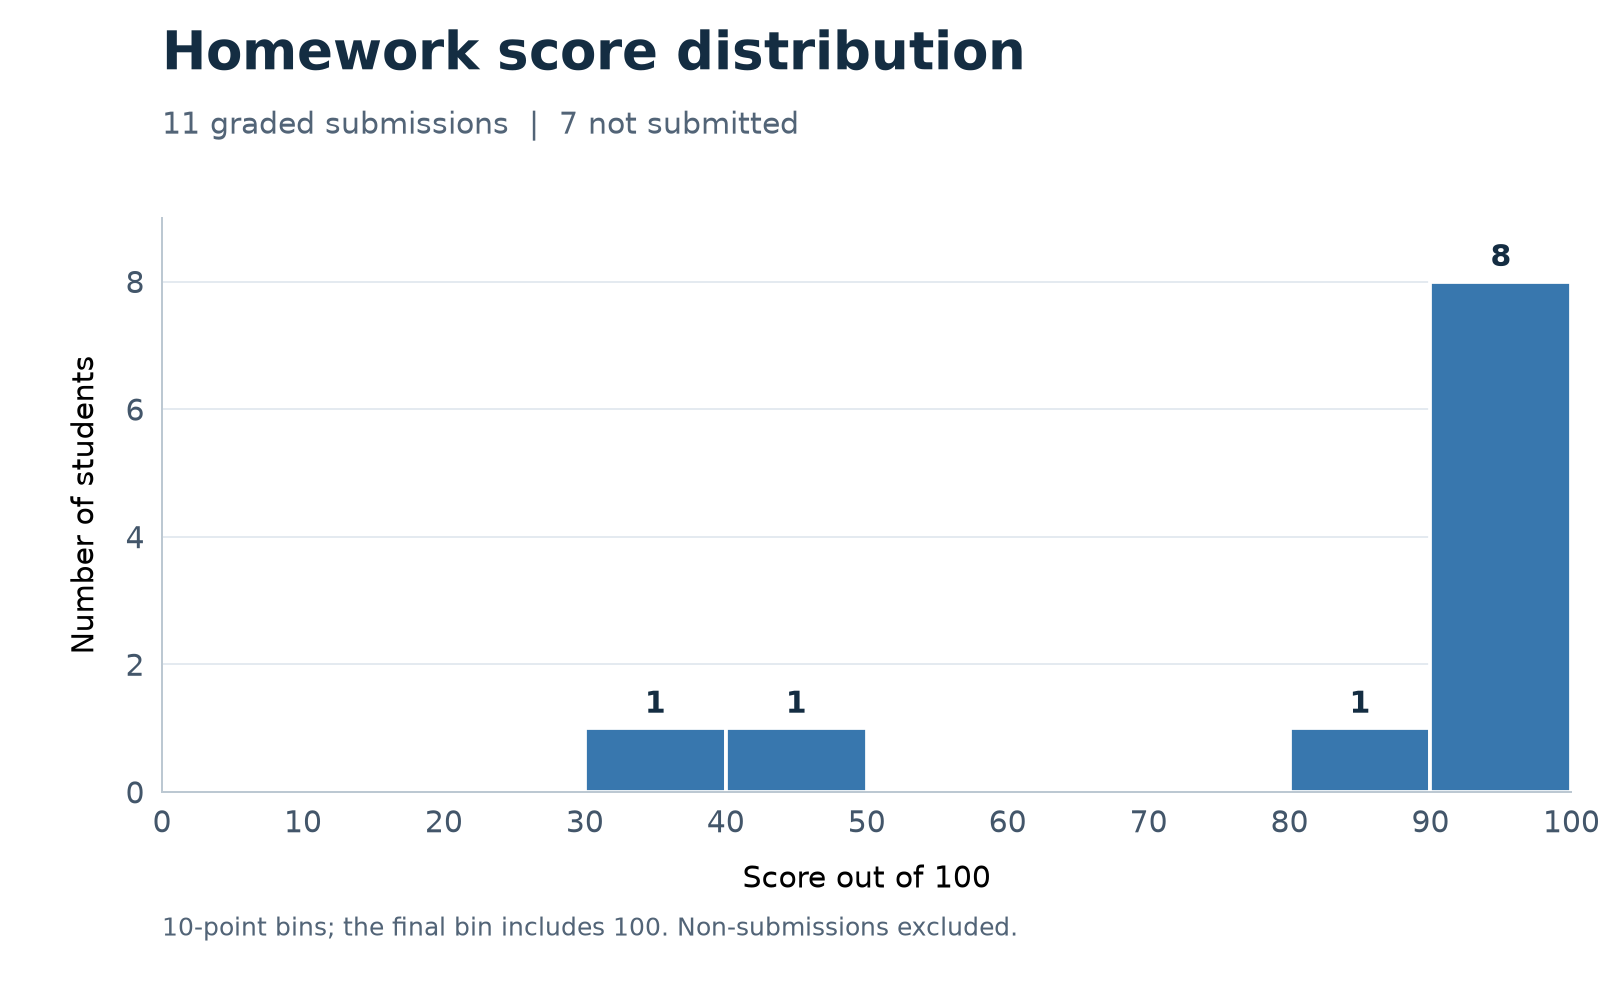 Homework score distribution
11 graded submissions | 7 not submitted
8
8
6
4
2
0
Number of students
1
1
1
0 10 20 30 40 50 60 70 80 90 100
Score out of 100
10-point bins; the final bin includes 100. Non-submissions excluded.